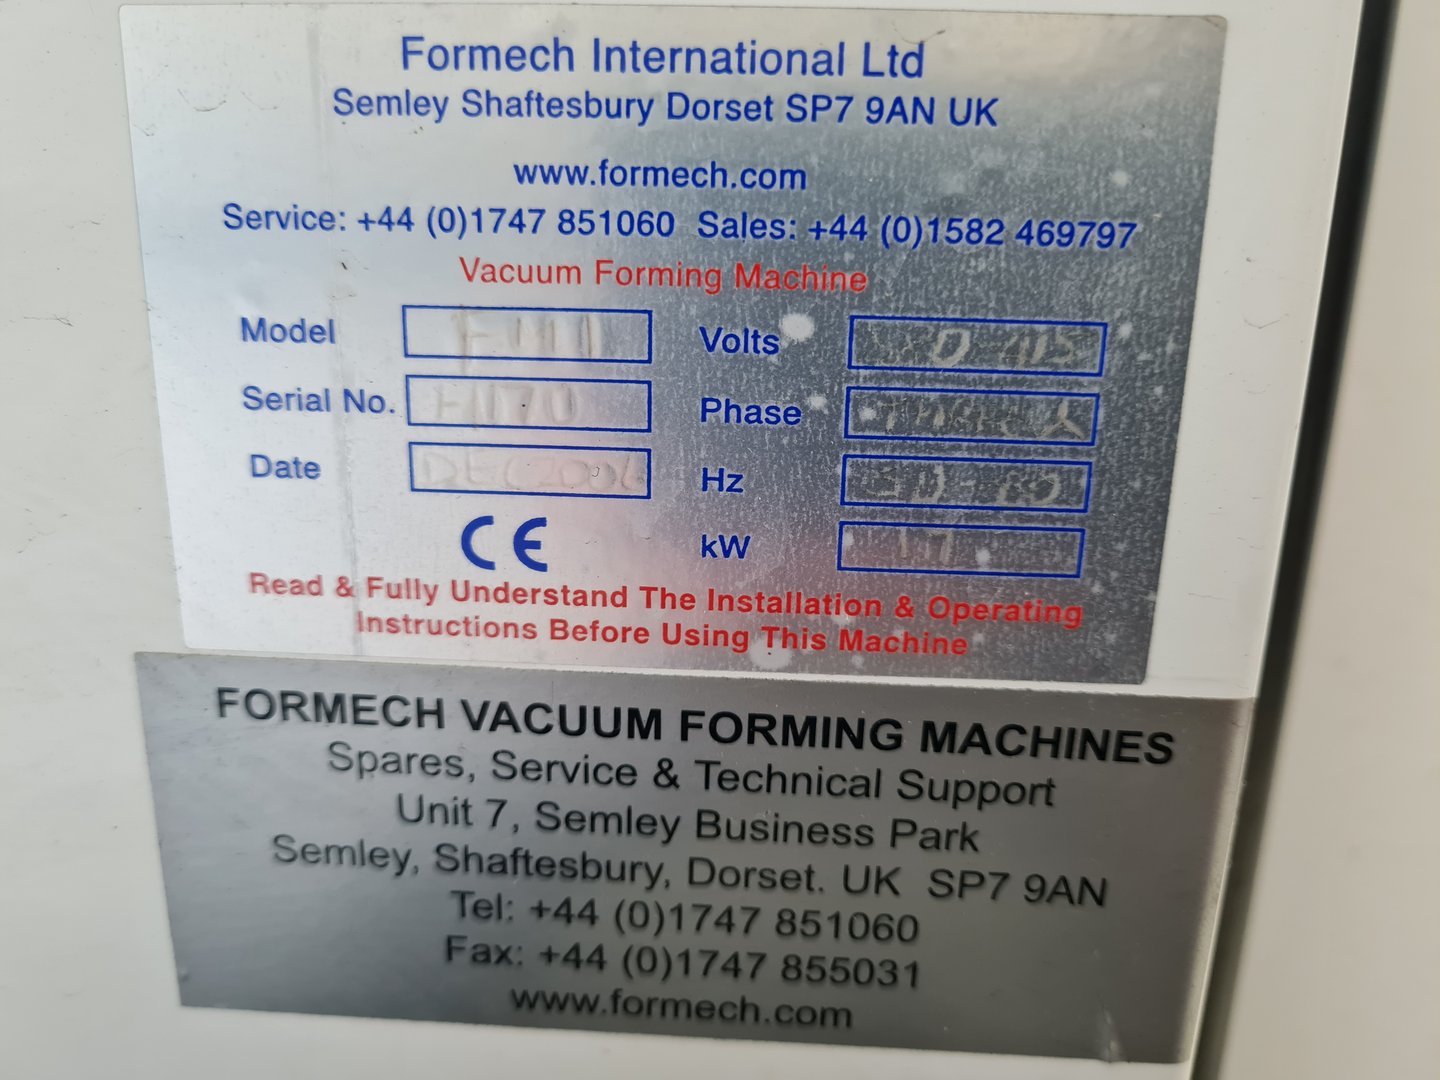 Formech International Ltd
Semley Shaftesbury Dorset SP7 9AN UK
www.formech.com
Service: +44 (0)1747 851060 Sales: +44 (0)1582 469797
Vacuum Forming Machine
Model
Volts
Serial No.
Phase
Date DEC 2006
Hz
kW
CE
Read & Fully Understand The Installation & Operating
Instructions Before Using This Machine
FORMECH VACUUM FORMING MACHINES
Spares, Service & Technical Support
Unit 7, Semley Business Park
Semley, Shaftesbury, Dorset. UK SP7 9AN
Tel: +44 (0)1747 851060
Fax: +44 (0)1747 855031
www.formech.com